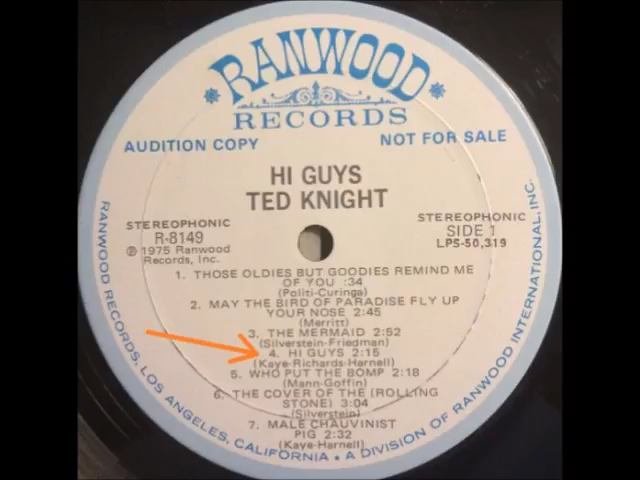 RANWOOD
RECORDS
AUDITION COPY
NOT FOR SALE
HI GUYS
TED KNIGHT
STEREOPHONIC
R-8149
℗ 1975 Ranwood
Records, Inc.
STEREOPHONIC
SIDE 1
LPS-50,319
1. THOSE OLDIES BUT GOODIES REMIND ME
OF YOU :34
(Politi-Curinga)
2. MAY THE BIRD OF PARADISE FLY UP
YOUR NOSE 2:45
(Merritt)
3. THE MERMAID 2:52
(Silverstein-Friedman)
4. HI GUYS 2:15
(Kaye-Richards-Harnell)
5. WHO PUT THE BOMP 2:18
(Mann-Goffin)
6. THE COVER OF THE (ROLLING
STONE) 3:04
(Silverstein)
7. MALE CHAUVINIST
PIG 2:32
(Kaye-Harnell)
RANWOOD RECORDS, LOS ANGELES, CALIFORNIA • A DIVISION OF RANWOOD INTERNATIONAL, INC.